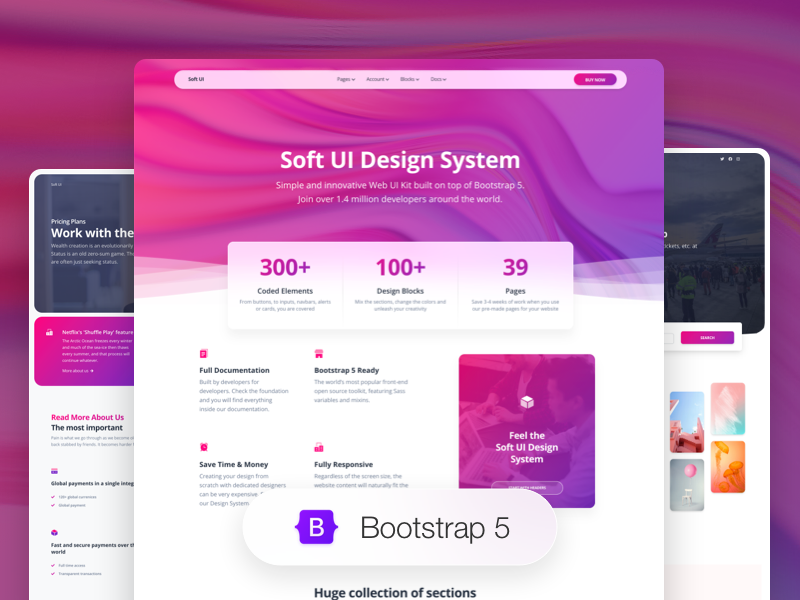 Soft UI
Pages
Account
Blocks
Docs
BUY NOW
Soft UI Design System
Simple and innovative Web UI Kit built on top of Bootstrap 5.
Join over 1.4 million developers around the world.
300+
Coded Elements
From buttons, to inputs, navbars, alerts
or cards, you are covered
100+
Design Blocks
Mix the sections, change the colors and
unleash your creativity
39
Pages
Save 3-4 weeks of work when you use
our pre-made pages for your website
Full Documentation
Built by developers for
developers. Check the foundation
and you will find everything
inside our documentation.
Bootstrap 5 Ready
The world's most popular front-end
open source toolkit, featuring Sass
variables and mixins.
Save Time & Money
Creating your design from
scratch with dedicated designers
can be very expensive
our Design System
Fully Responsive
Regardless of the screen size, the
website content will naturally fit the
Feel the
Soft UI Design
System
B
Bootstrap 5
Huge collection of sections
Soft UI
Pricing Plans
Work with the
Wealth creation is an evolutionarily
Status is an old zero-sum game. Th
are often just seeking status.
Netflix's 'Shuffle Play' feature
The Arctic Ocean freezes every winter
and much of the sea-ice then thaws
every summer, and that process will
continue whatever.
More about us
Read More About Us
The most important
Pain is what we go through as we become ol
back stabbed by friends. It becomes harder f
Global payments in a single integ
Global payment
Fast and secure payments over th
world
Full time access
Transparent transactions
ockets, etc. at
SEARCH